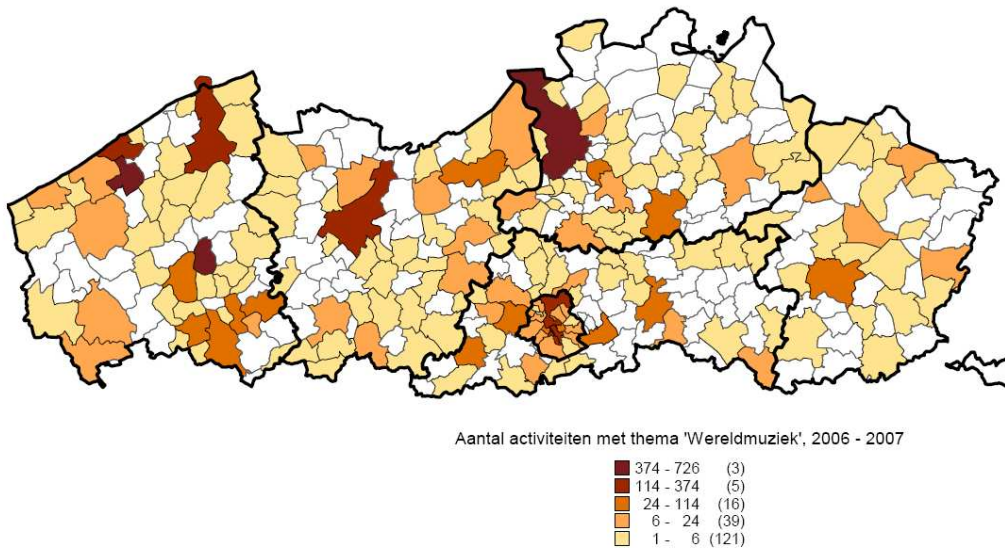 Aantal activiteiten met thema 'Wereldmuziek', 2006 - 2007
374 - 726 (3)
114 - 374 (5)
24 - 114 (16)
6 - 24 (39)
1 - 6 (121)